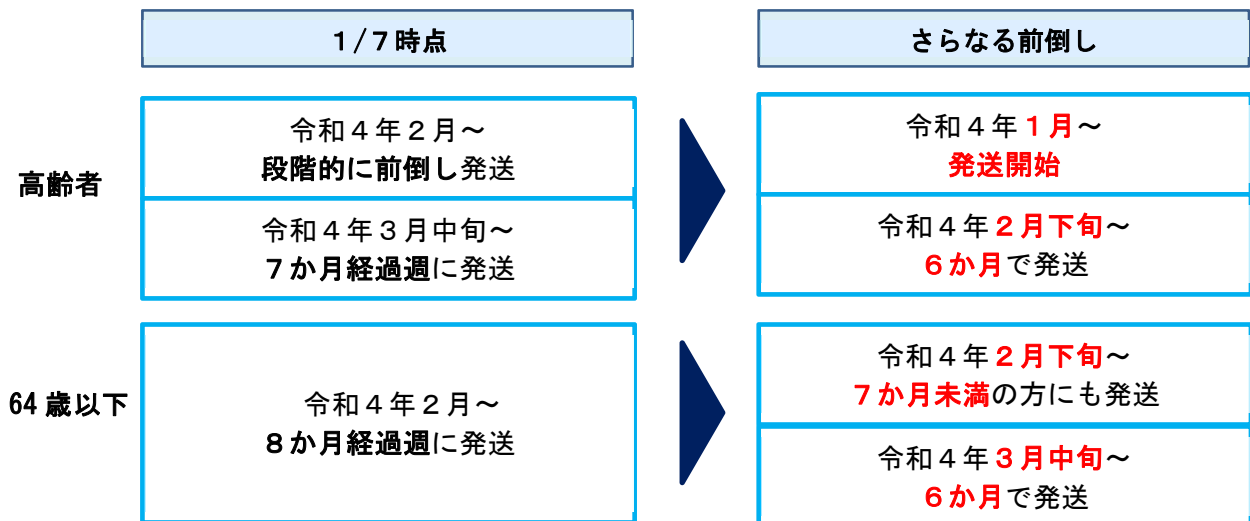 １/７時点
さらなる前倒し
高齢者
令和４年２月～
段階的に前倒し発送
令和４年３月中旬～
７か月経過週に発送
令和４年１月～
発送開始
令和４年２月下旬～
６か月で発送
64歳以下
令和４年２月～
８か月経過週に発送
令和４年２月下旬～
７か月未満の方にも発送
令和４年３月中旬～
６か月で発送